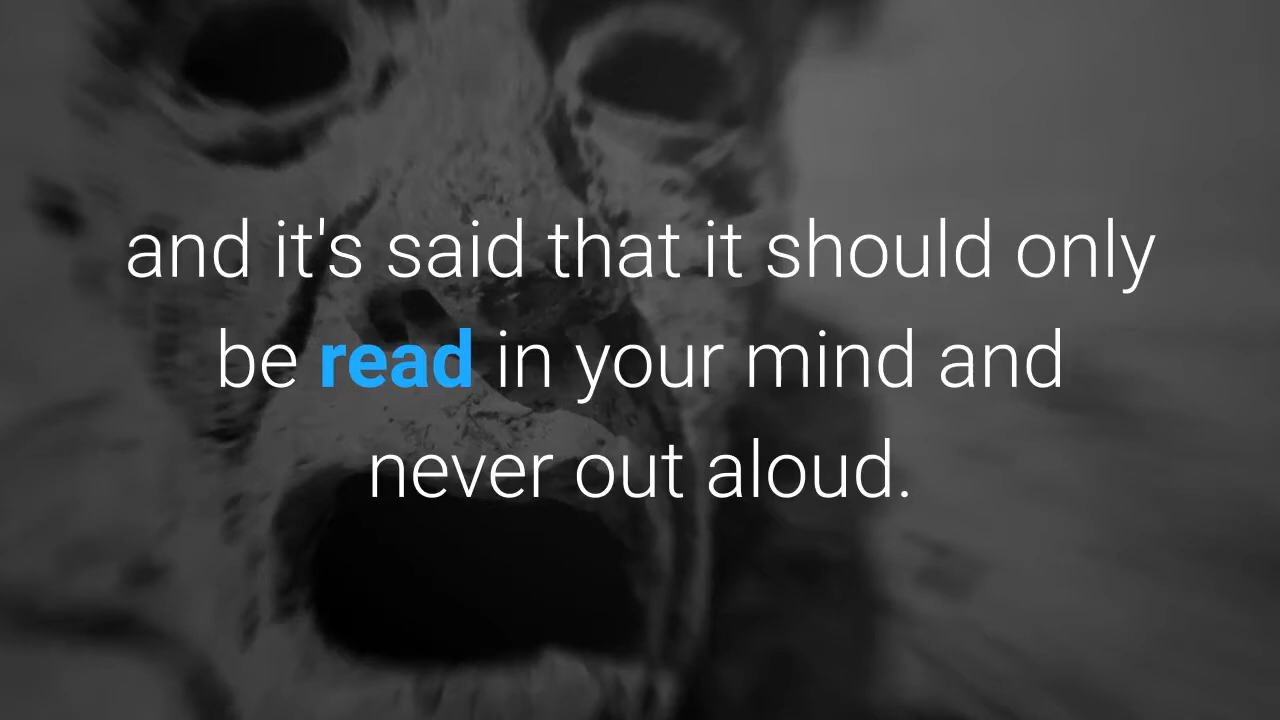 and it's said that it should only
be read in your mind and
never out aloud.